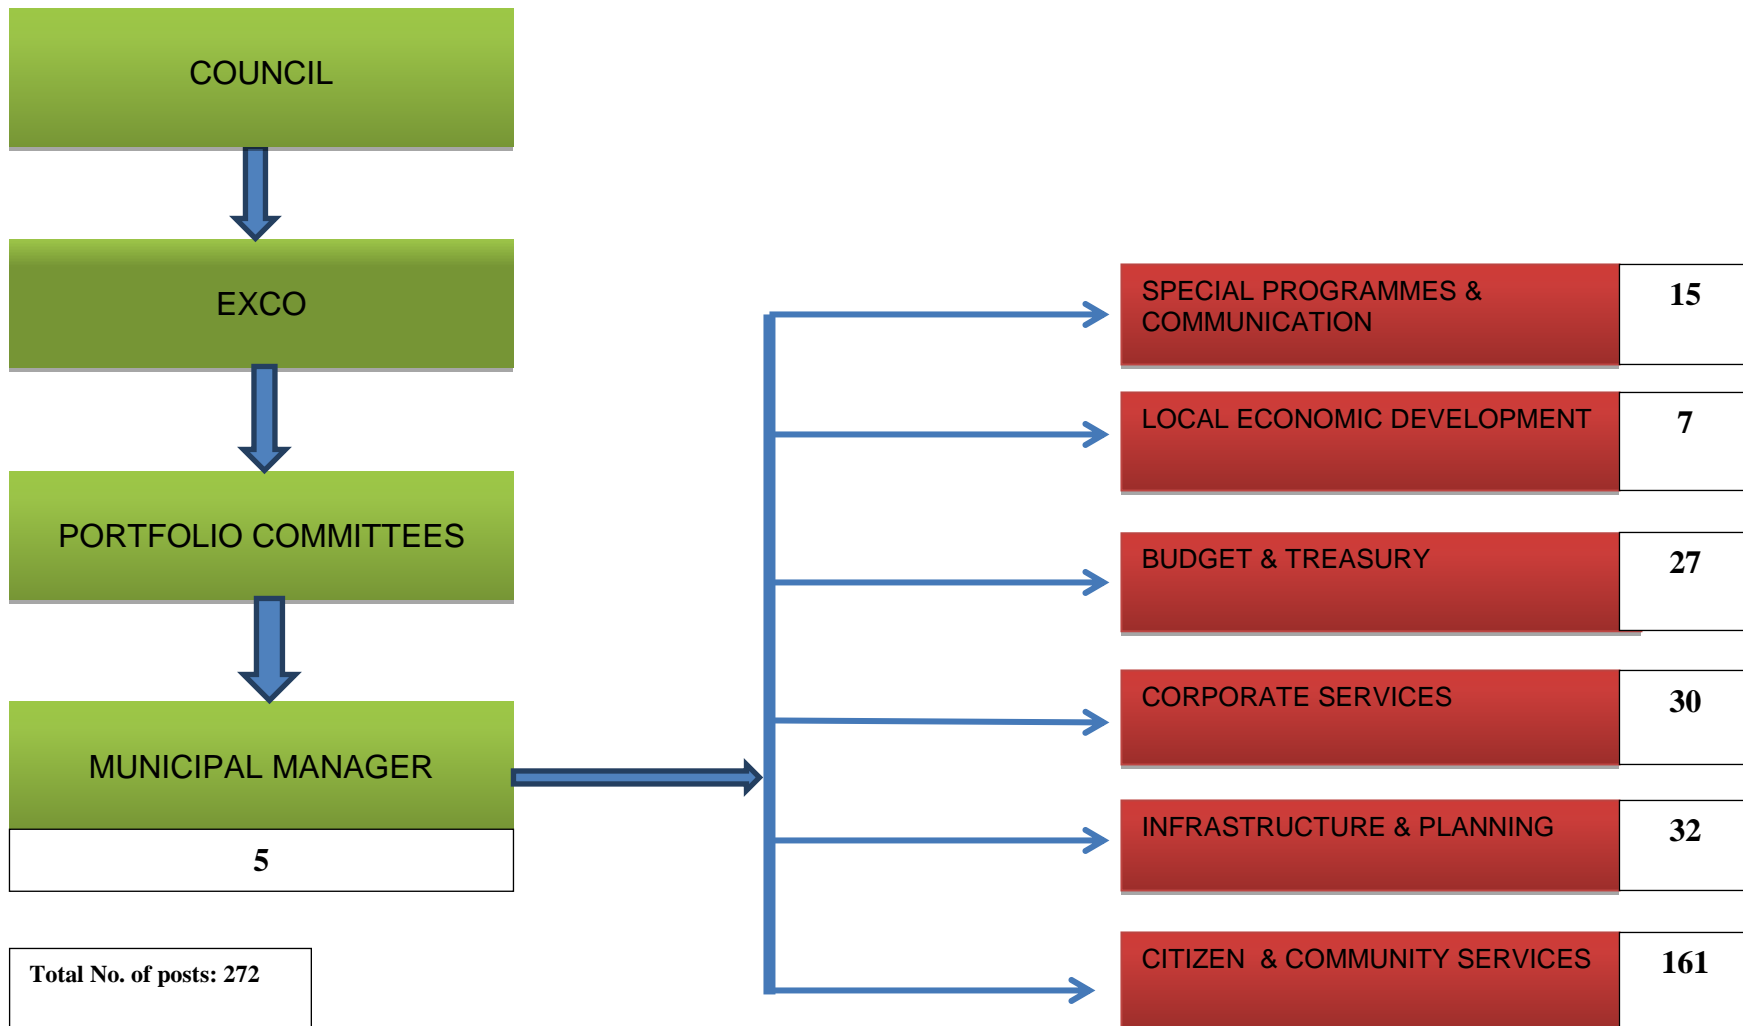 COUNCIL
EXCO
PORTFOLIO COMMITTEES
MUNICIPAL MANAGER
5
Total No. of posts: 272
SPECIAL PROGRAMMES &
COMMUNICATION
15
LOCAL ECONOMIC DEVELOPMENT
7
BUDGET & TREASURY
27
CORPORATE SERVICES
30
INFRASTRUCTURE & PLANNING
32
CITIZEN  & COMMUNITY SERVICES
161